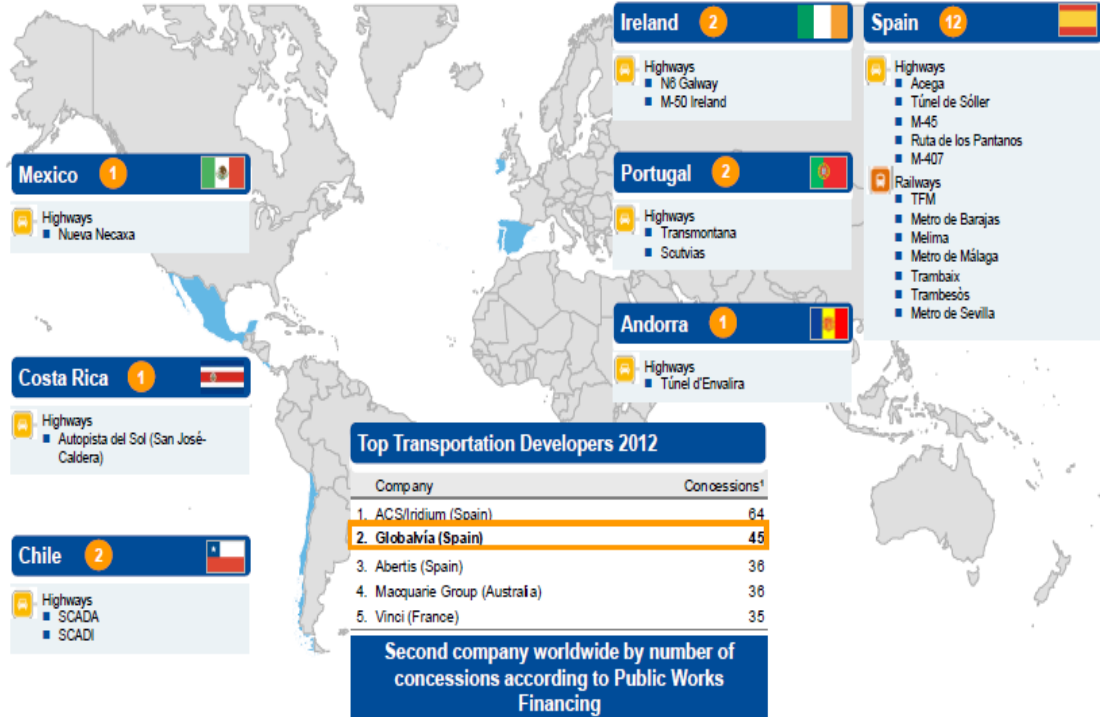 Ireland 2
Highways
N6 Galway
M-50 Ireland
Spain 12
Highways
Acega
Túnel de Sóller
M-45
Ruta de los Pantanos
M-407
Railways
TFM
Metro de Barajas
Melima
Metro de Málaga
Trambaix
Trambesòs
Metro de Sevilla
Mexico 1
Highways
Nueva Necaxa
Portugal 2
Highways
Transmontana
Scutvias
Andorra 1
Highways
Túnel d'Envalira
Costa Rica 1
Highways
Autopista del Sol (San José-
Caldera)
Chile 2
Highways
SCADA
SCADI
Top Transportation Developers 2012
Company Concessions¹
1. ACS/Iridium (Spain) 64
2. Globalvía (Spain) 45
3. Abertis (Spain) 36
4. Macquarie Group (Australia) 36
5. Vinci (France) 35
Second company worldwide by number of
concessions according to Public Works
Financing